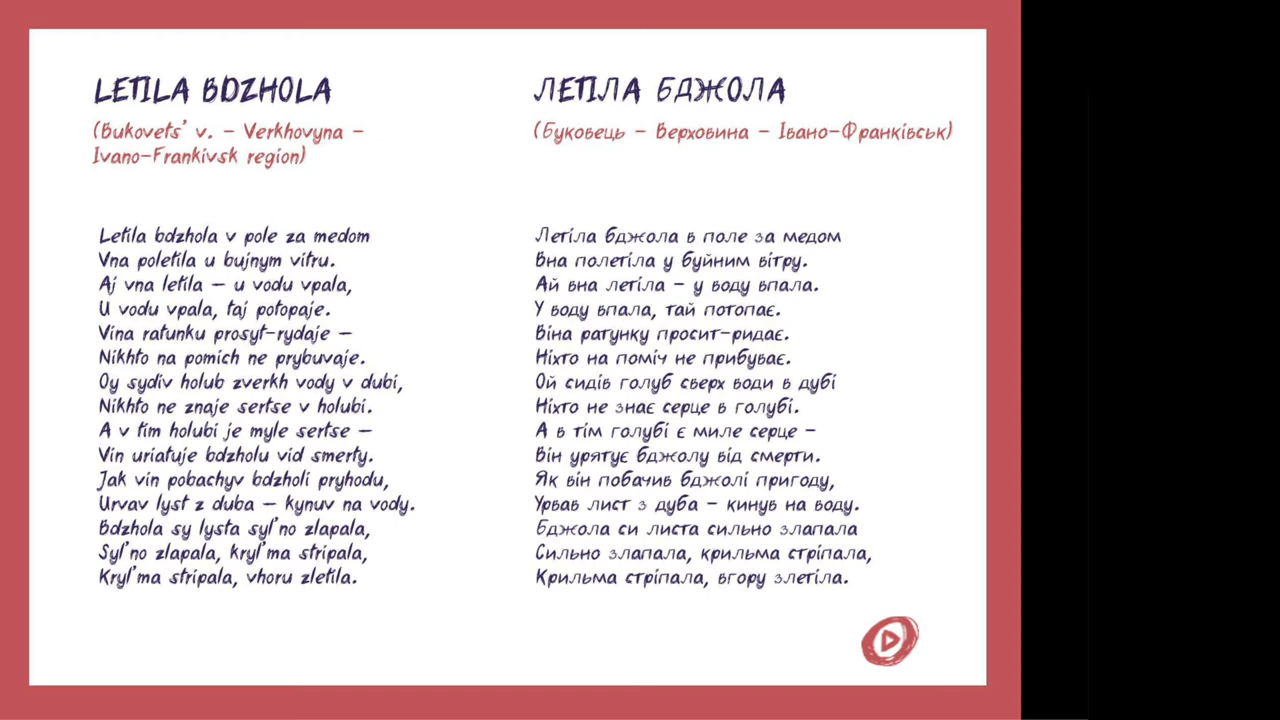 LETILA BDZHOLA
(Bukovets' v. – Verkhovyna –
Ivano-Frankivsk region)
Letila bdzhola v pole za medom
Vna poletila u bujnym vitru.
Aj vna letila – u vodu vpala,
U vodu vpala, taj potopaje.
Vina ratunku prosyt-rydaje –
Nikhto na pomich ne prybuvaje.
Oy sydiv holub zverkh vody v dubi,
Nikhto ne znaje sertse v holubi.
A v tim holubi je myle sertse –
Vin uriatuje bdzholu vid smerty.
Jak vin pobachyv bdzholi pryhodu,
Urvav lyst z duba – kynuv na vody.
Bdzhola sy lysta syl'no zlapala,
Syl'no zlapala, kryl'ma stripala,
Kryl'ma stripala, vhoru zletila.
ЛЕТІЛА БДЖОЛА
(Буковець – Верховина – Івано-Франківськ)
Летіла бджола в поле за медом
Вна полетіла у буйним вітру.
Ай вна летіла – у воду впала.
У воду впала, тай потопає.
Віна ратунку просит-ридає.
Ніхто на поміч не прибуває.
Ой сидів голуб сверх води в дубі
Ніхто не знає серце в голубі.
А в тім голубі є миле серце –
Він урятує бджолу від смерти.
Як він побачив бджолі пригоду,
Урвав лист з дуба – кинув на воду.
Бджола си листа сильно злапала
Сильно злапала, крильма стріпала,
Крильма стріпала, вгору злетіла.